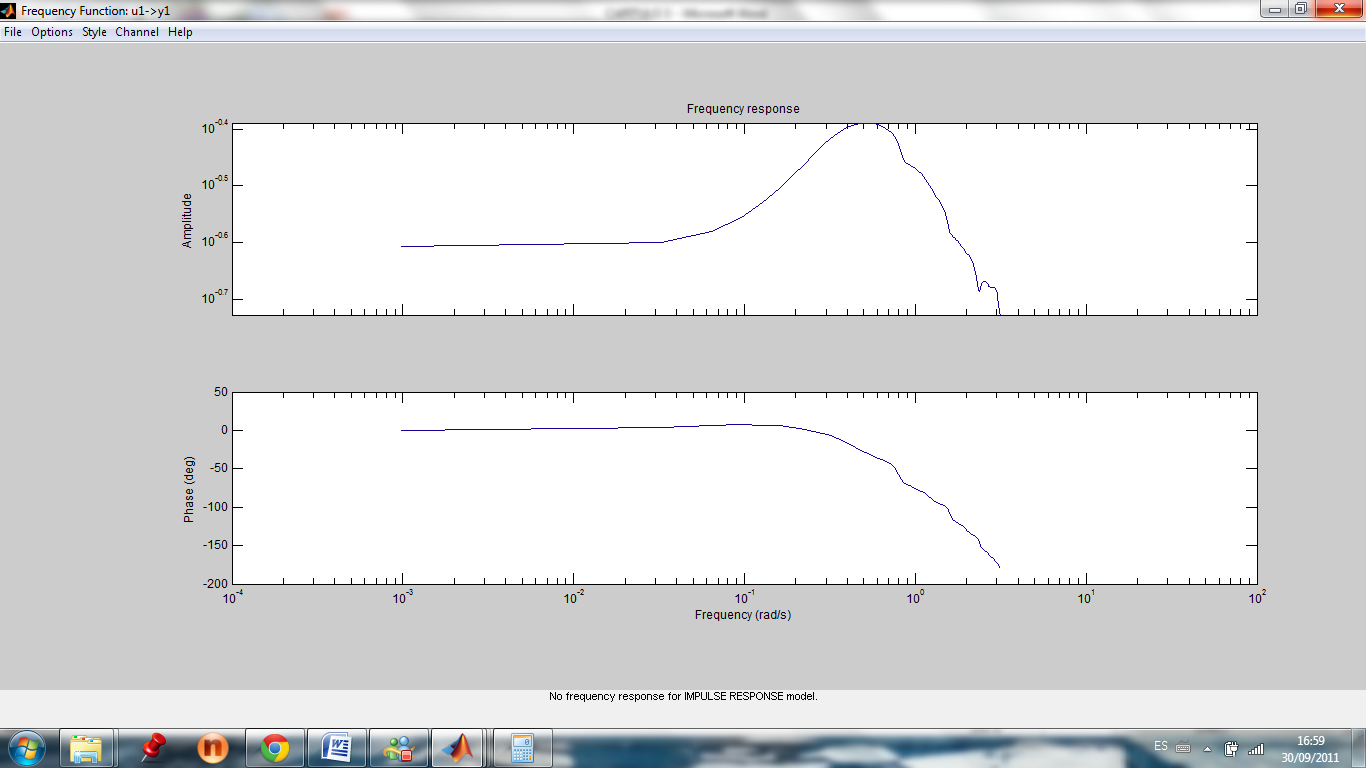 Frequency Function: u1->y1
File Options Style Channel Help
Frequency response
Amplitude
10^-0.4
10^-0.5
10^-0.6
10^-0.7
Phase (deg)
50
0
-50
-100
-150
-200
10^-4 10^-3 10^-2 10^-1 10^0 10^1 10^2
Frequency (rad/s)
No frequency response for IMPULSE RESPONSE model.
ES 16:59
30/09/2011